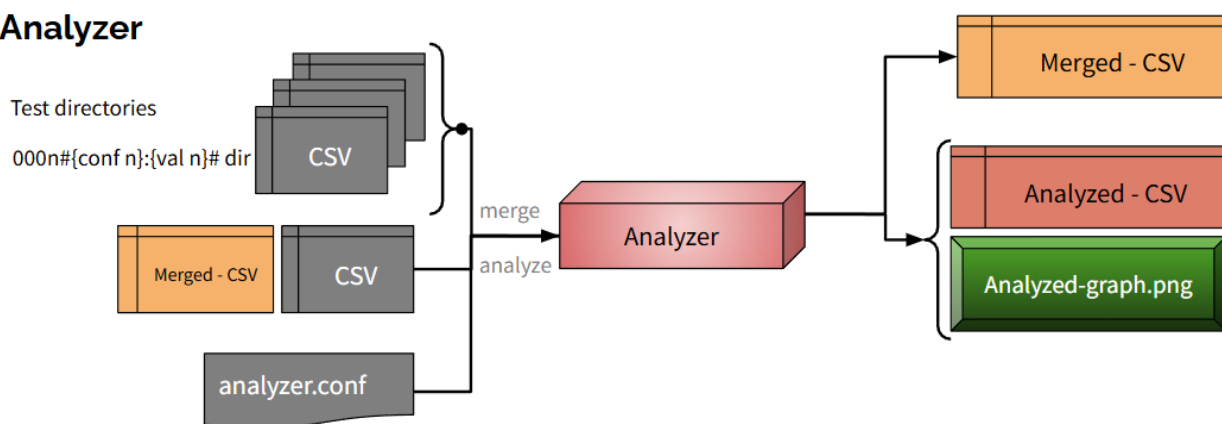 Analyzer
Test directories
000n#{conf n}:{val n}# dir
CSV
Merged - CSV
CSV
analyzer.conf
merge
analyze
Analyzer
Merged - CSV
Analyzed - CSV
Analyzed-graph.png